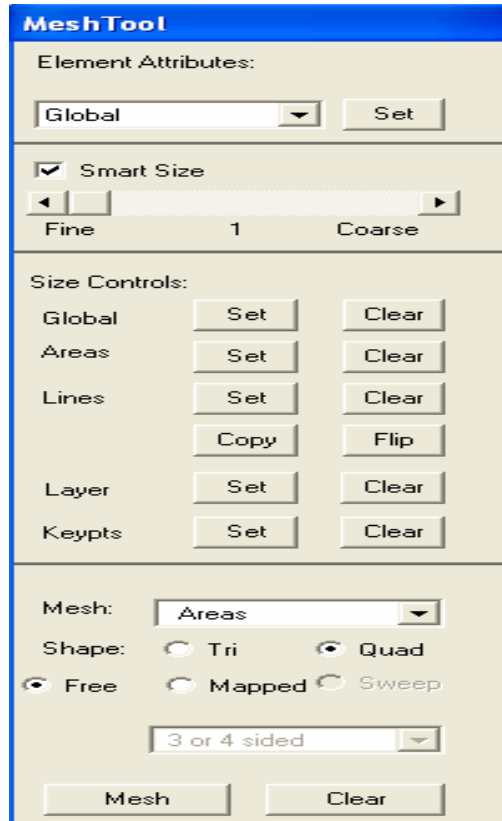 MeshTool
Element Attributes:
Global Set
Smart Size
Fine 1 Coarse
Size Controls:
Global Set Clear
Areas Set Clear
Lines Set Clear
Copy Flip
Layer Set Clear
Keypts Set Clear
Mesh: Areas
Shape: Tri Quad
Free Mapped Sweep
3 or 4 sided
Mesh Clear